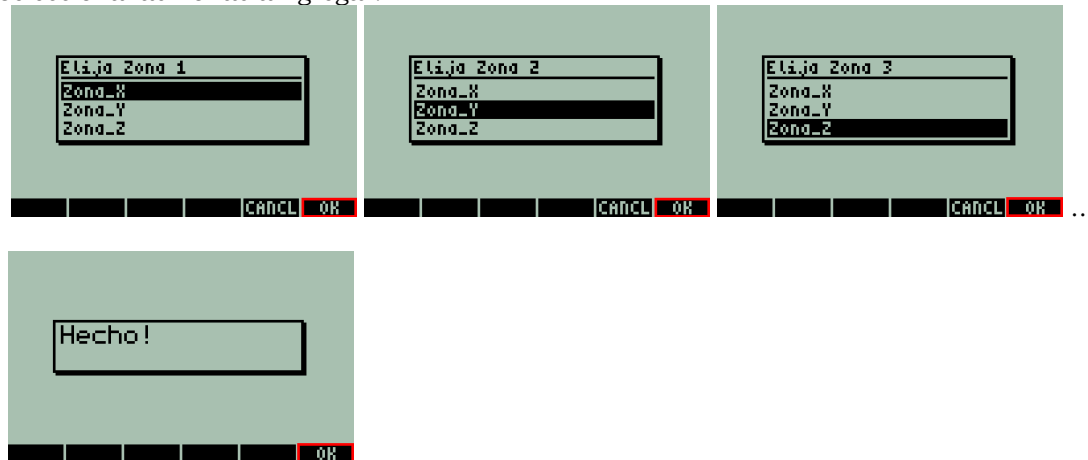 Elija Zona 1
Zona_X
Zona_Y
Zona_Z
CANCL OK
Elija Zona 2
Zona_X
Zona_Y
Zona_Z
CANCL OK
Elija Zona 3
Zona_X
Zona_Y
Zona_Z
CANCL OK
..
Hecho!
OK